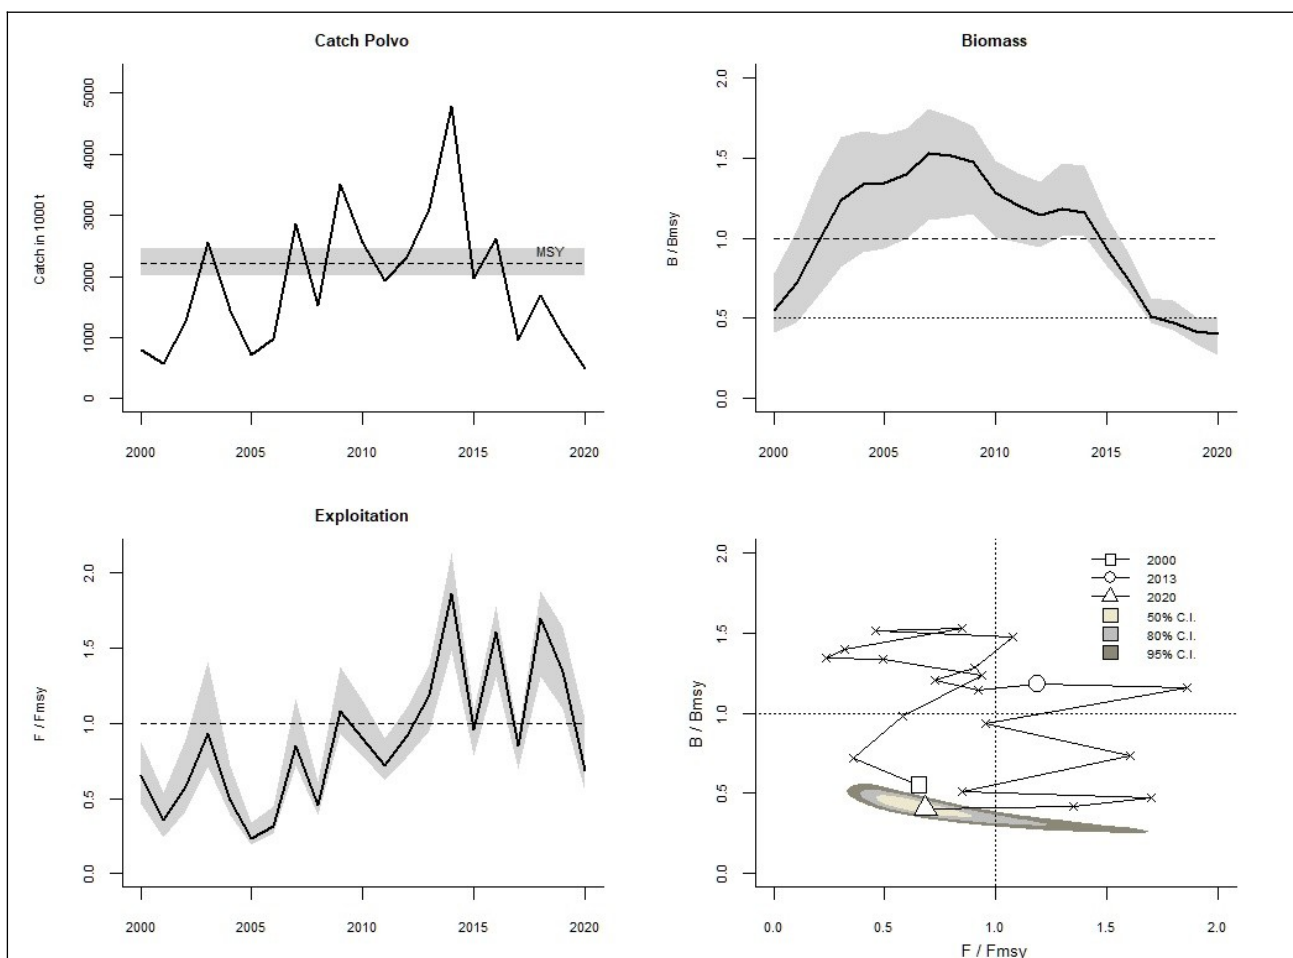 Catch Polvo
5000
4000
3000
2000
1000
0
Catch in 1000 t
MSY
2000 2005 2010 2015 2020
Biomass
2.0
1.5
1.0
0.5
0.0
B / Bmsy
2000 2005 2010 2015 2020
Exploitation
2.0
1.5
1.0
0.5
0.0
F / Fmsy
2000 2005 2010 2015 2020
2.0
1.5
1.0
0.5
0.0
B / Bmsy
2000
2013
2020
50% C.I.
80% C.I.
95% C.I.
0.0 0.5 1.0 1.5 2.0
F / Fmsy